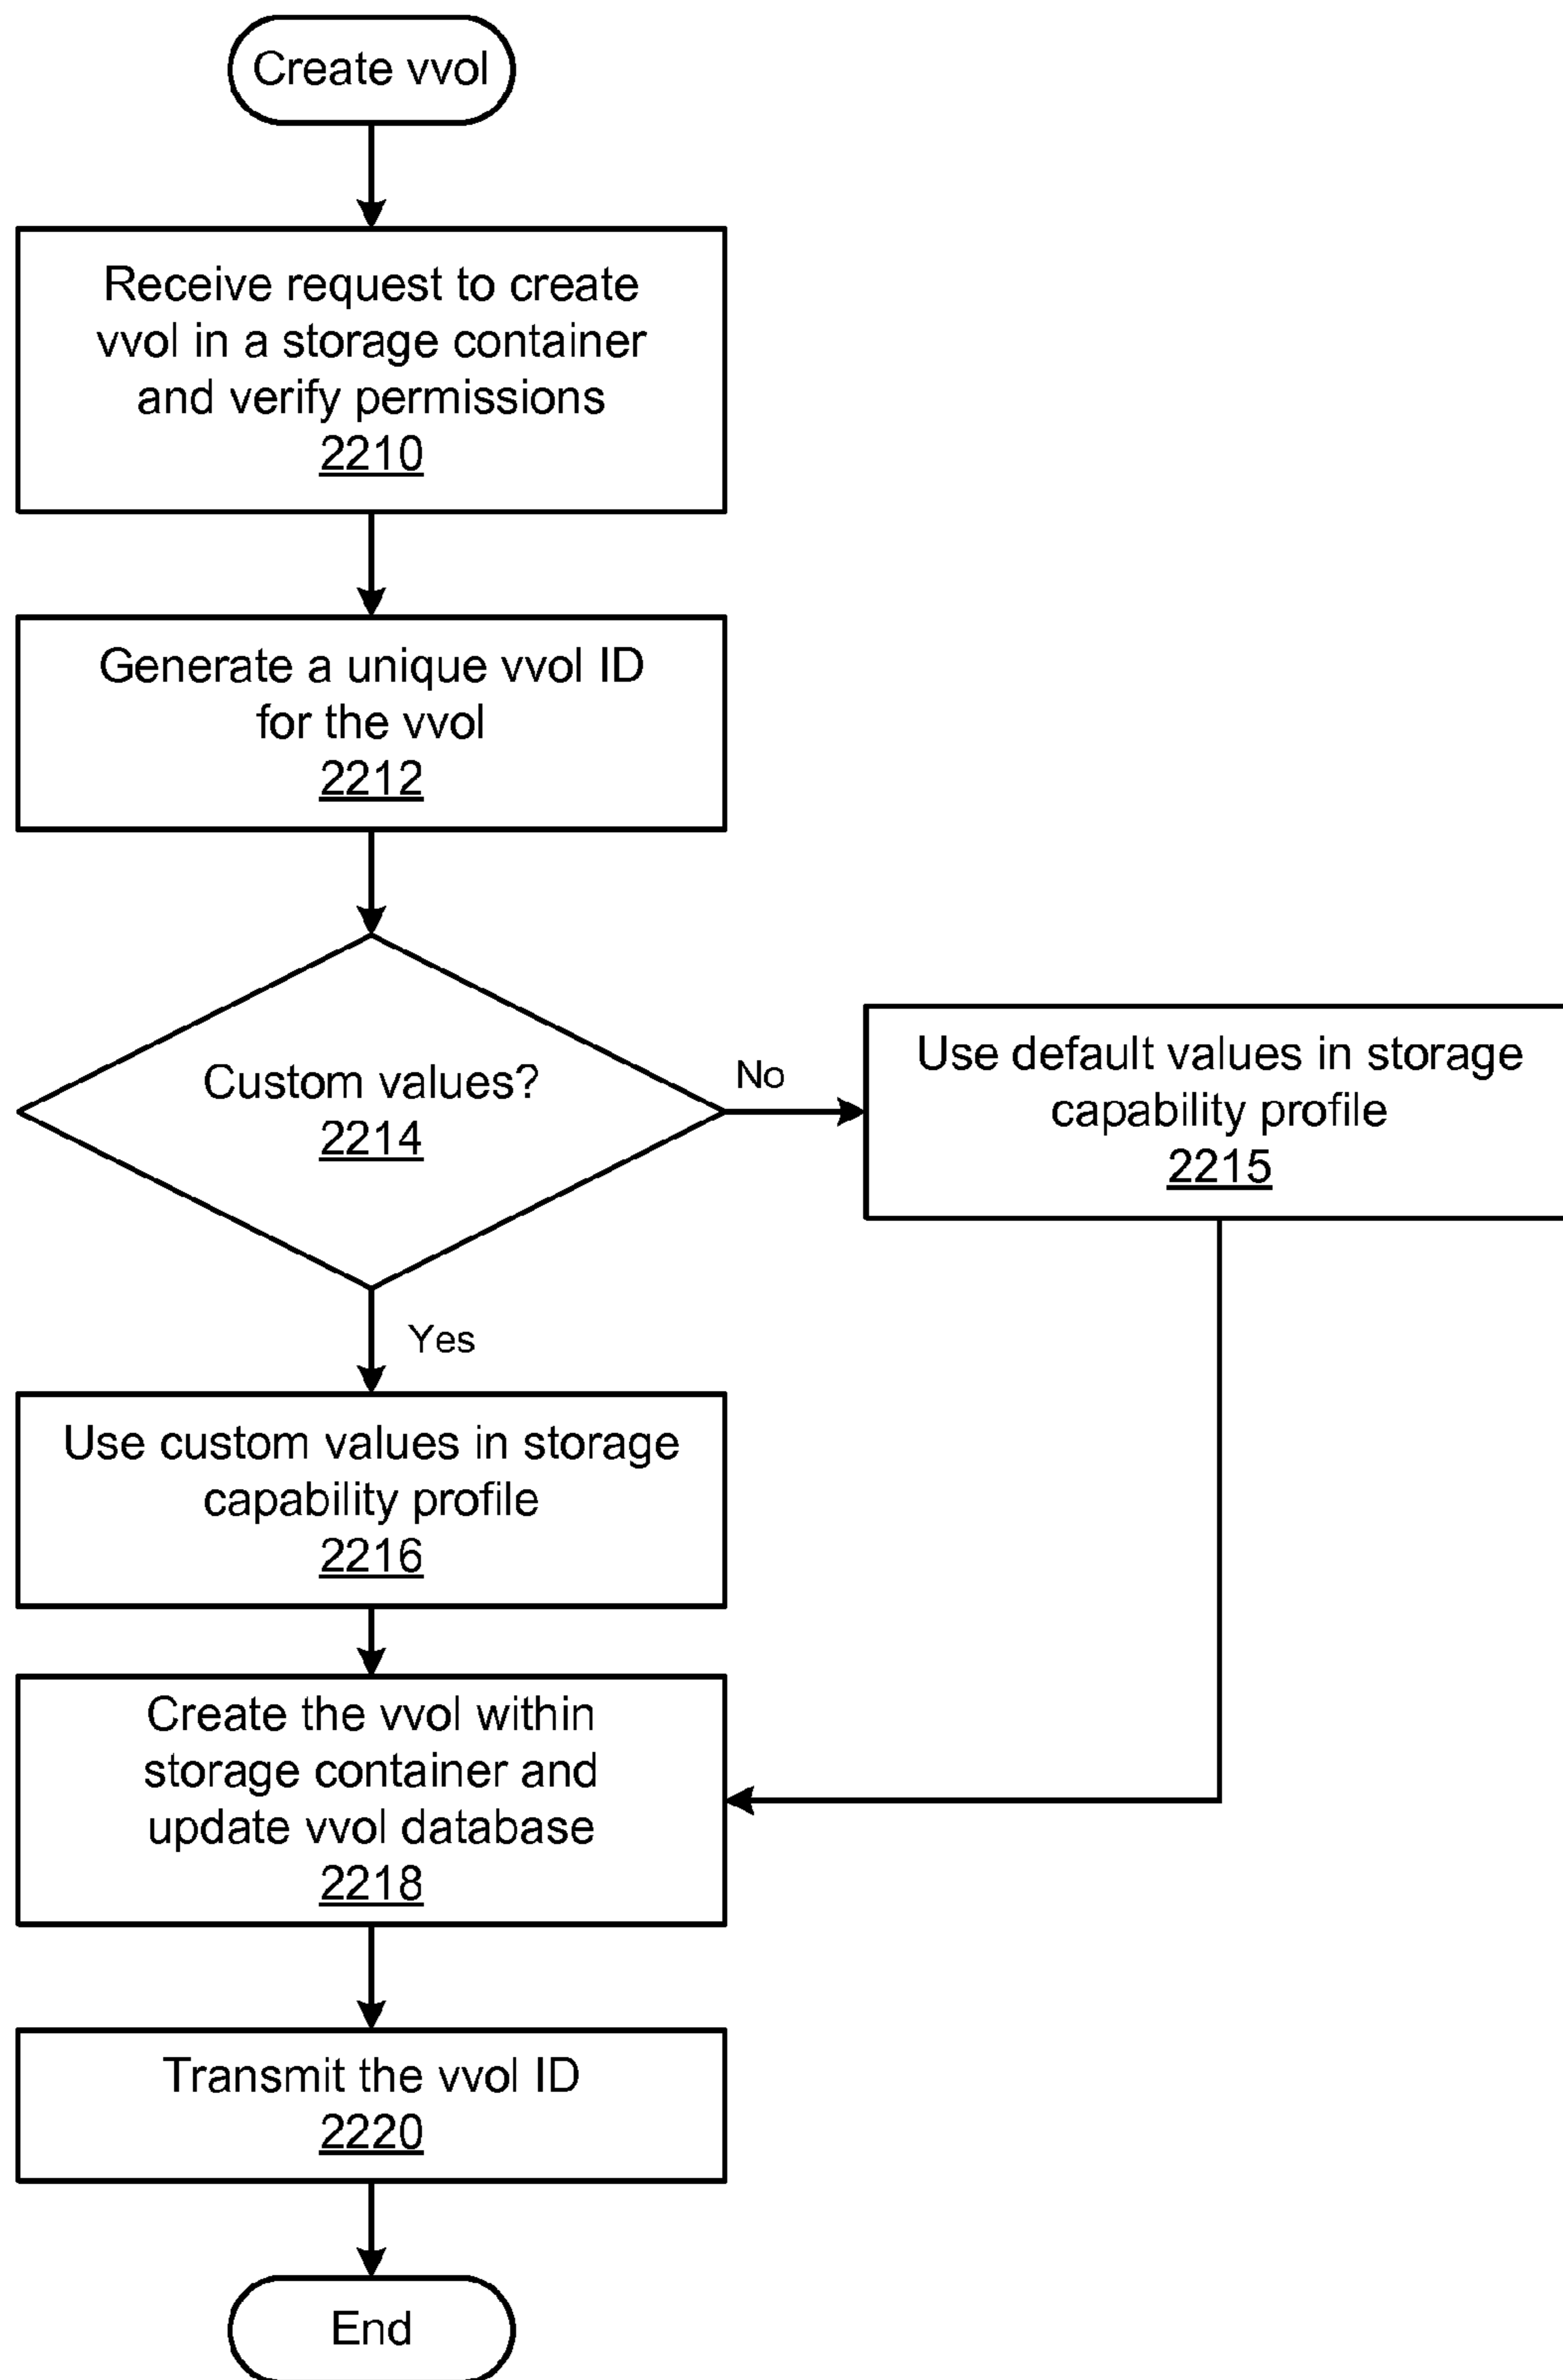 Create vvol
Receive request to create
vvol in a storage container
and verify permissions
2210
Generate a unique vvol ID
for the vvol
2212
Custom values?
2214
No
Use default values in storage
capability profile
2215
Yes
Use custom values in storage
capability profile
2216
Create the vvol within
storage container and
update vvol database
2218
Transmit the vvol ID
2220
End